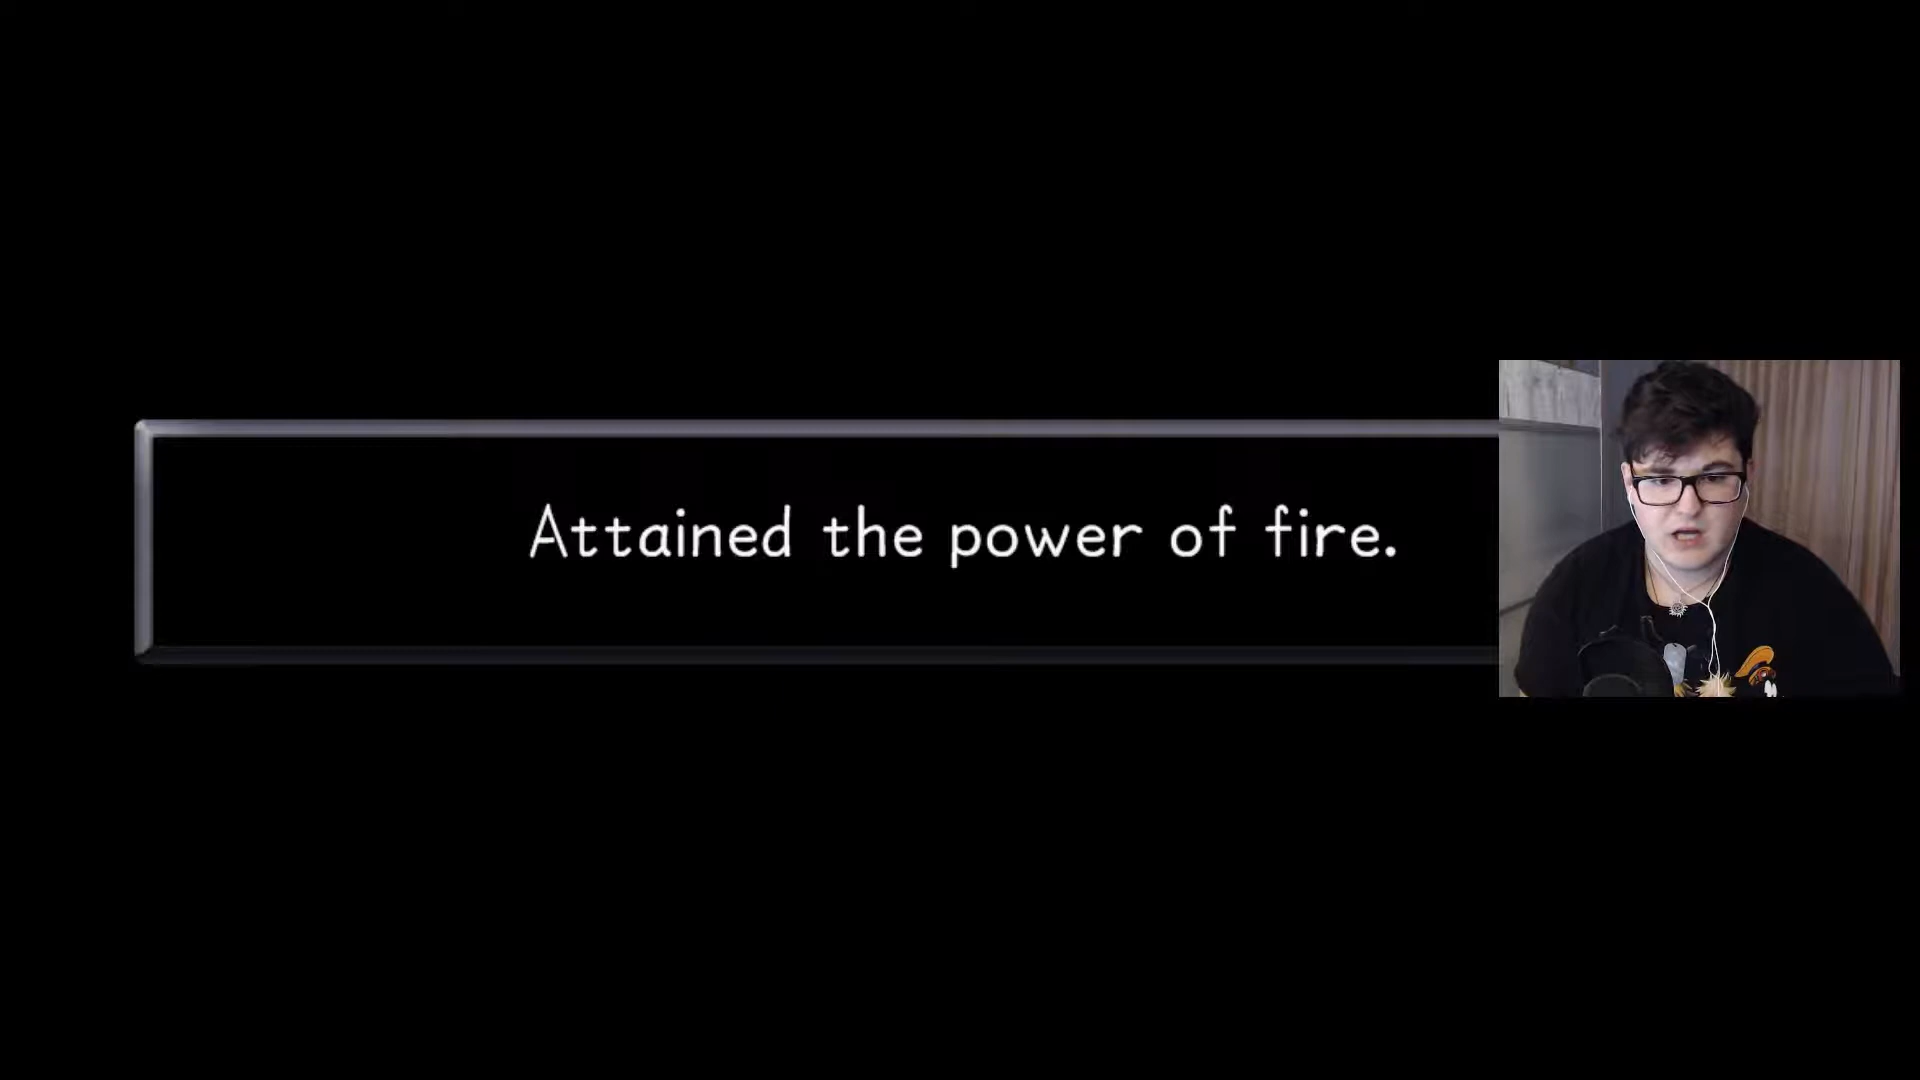 Attained the power of fire.